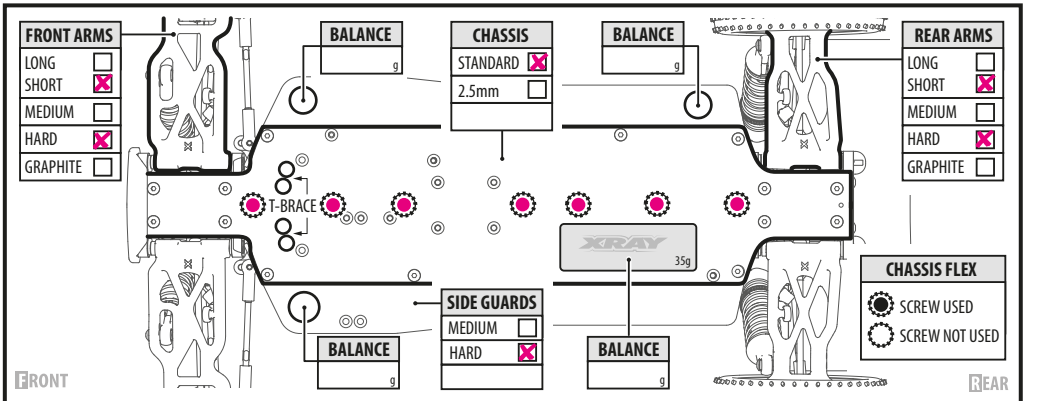 FRONT ARMS
LONG
SHORT
MEDIUM
HARD
GRAPHITE
BALANCE
g
CHASSIS
STANDARD
2.5mm
BALANCE
g
REAR ARMS
LONG
SHORT
MEDIUM
HARD
GRAPHITE
T-BRACE
XRAY
35g
CHASSIS FLEX
SCREW USED
SCREW NOT USED
SIDE GUARDS
MEDIUM
HARD
BALANCE
g
BALANCE
g
FRONT
REAR